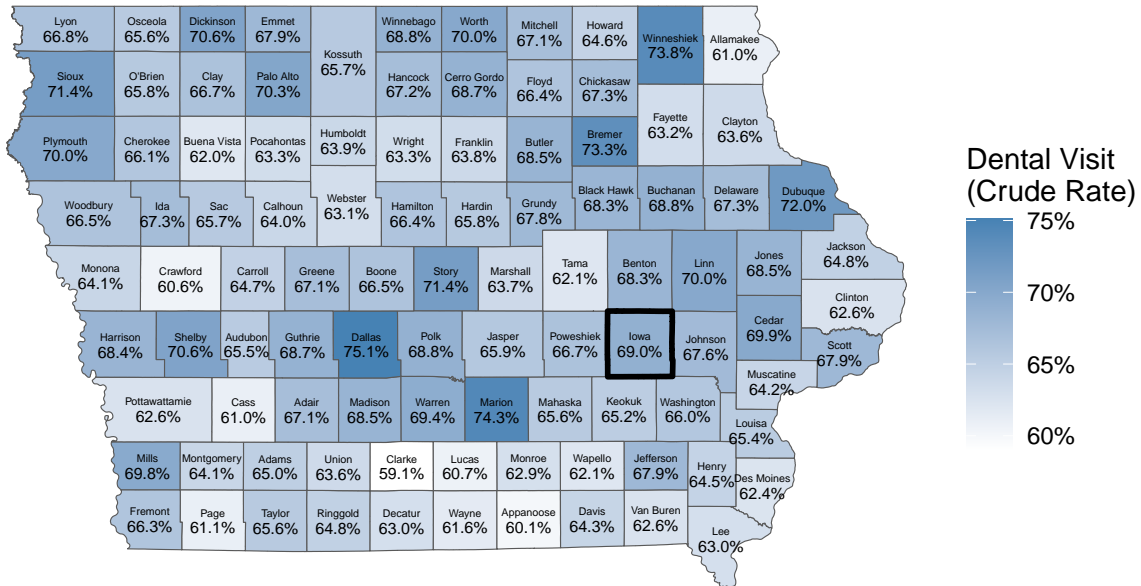 Lyon
66.8%
Osceola
65.6%
Dickinson
70.6%
Emmet
67.9%
Kossuth
65.7%
Winnebago
68.8%
Worth
70.0%
Mitchell
67.1%
Howard
64.6%
Winneshiek
73.8%
Allamakee
61.0%
Sioux
71.4%
O'Brien
65.8%
Clay
66.7%
Palo Alto
70.3%
Hancock
67.2%
Cerro Gordo
68.7%
Floyd
66.4%
Chickasaw
67.3%
Fayette
63.2%
Clayton
63.6%
Plymouth
70.0%
Cherokee
66.1%
Buena Vista
62.0%
Pocahontas
63.3%
Humboldt
63.9%
Wright
63.3%
Franklin
63.8%
Butler
68.5%
Bremer
73.3%
Woodbury
66.5%
Ida
67.3%
Sac
65.7%
Calhoun
64.0%
Webster
63.1%
Hamilton
66.4%
Hardin
65.8%
Grundy
67.8%
Black Hawk
68.3%
Buchanan
68.8%
Delaware
67.3%
Dubuque
72.0%
Monona
64.1%
Crawford
60.6%
Carroll
64.7%
Greene
67.1%
Boone
66.5%
Story
71.4%
Marshall
63.7%
Tama
62.1%
Benton
68.3%
Linn
70.0%
Jones
68.5%
Jackson
64.8%
Clinton
62.6%
Harrison
68.4%
Shelby
70.6%
Audubon
65.5%
Guthrie
68.7%
Dallas
75.1%
Polk
68.8%
Jasper
65.9%
Poweshiek
66.7%
Iowa
69.0%
Johnson
67.6%
Cedar
69.9%
Scott
67.9%
Muscatine
64.2%
Pottawattamie
62.6%
Cass
61.0%
Adair
67.1%
Madison
68.5%
Warren
69.4%
Marion
74.3%
Mahaska
65.6%
Keokuk
65.2%
Washington
66.0%
Louisa
65.4%
Mills
69.8%
Montgomery
64.1%
Adams
65.0%
Union
63.6%
Clarke
59.1%
Lucas
60.7%
Monroe
62.9%
Wapello
62.1%
Jefferson
67.9%
Henry
64.5%
Des Moines
62.4%
Fremont
66.3%
Page
61.1%
Taylor
65.6%
Ringgold
64.8%
Decatur
63.0%
Wayne
61.6%
Appanoose
60.1%
Davis
64.3%
Van Buren
62.6%
Lee
63.0%
Dental Visit
(Crude Rate)
75%
70%
65%
60%